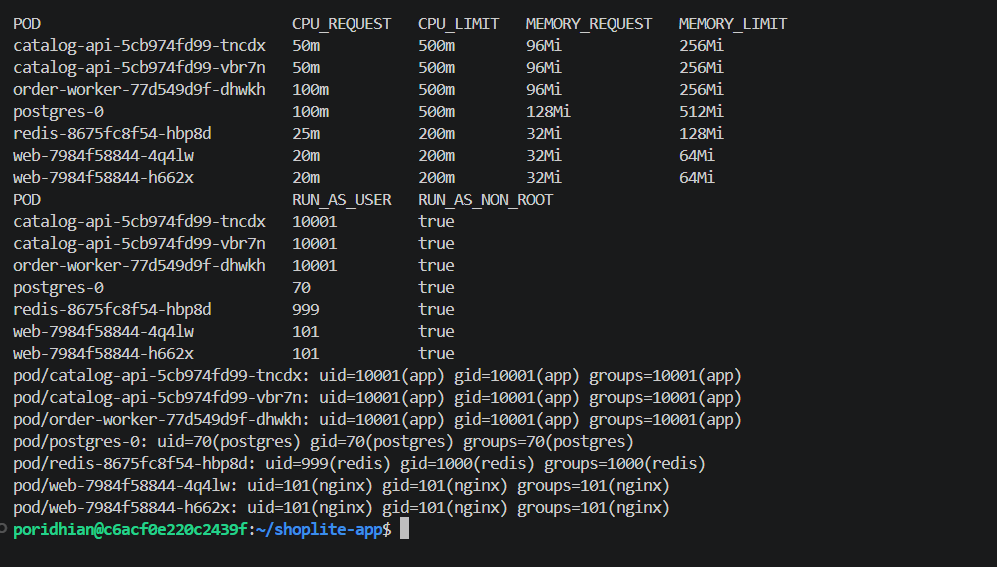 POD CPU_REQUEST CPU_LIMIT MEMORY_REQUEST MEMORY_LIMIT
catalog-api-5cb974fd99-tncdx 50m 500m 96Mi 256Mi
catalog-api-5cb974fd99-vbr7n 50m 500m 96Mi 256Mi
order-worker-77d549d9f-dhwkh 100m 500m 96Mi 256Mi
postgres-0 100m 500m 128Mi 512Mi
redis-8675fc8f54-hbp8d 25m 200m 32Mi 128Mi
web-7984f58844-4q4lw 20m 200m 32Mi 64Mi
web-7984f58844-h662x 20m 200m 32Mi 64Mi
POD RUN_AS_USER RUN_AS_NON_ROOT
catalog-api-5cb974fd99-tncdx 10001 true
catalog-api-5cb974fd99-vbr7n 10001 true
order-worker-77d549d9f-dhwkh 10001 true
postgres-0 70 true
redis-8675fc8f54-hbp8d 999 true
web-7984f58844-4q4lw 101 true
web-7984f58844-h662x 101 true
pod/catalog-api-5cb974fd99-tncdx: uid=10001(app) gid=10001(app) groups=10001(app)
pod/catalog-api-5cb974fd99-vbr7n: uid=10001(app) gid=10001(app) groups=10001(app)
pod/order-worker-77d549d9f-dhwkh: uid=10001(app) gid=10001(app) groups=10001(app)
pod/postgres-0: uid=70(postgres) gid=70(postgres) groups=70(postgres)
pod/redis-8675fc8f54-hbp8d: uid=999(redis) gid=1000(redis) groups=1000(redis)
pod/web-7984f58844-4q4lw: uid=101(nginx) gid=101(nginx) groups=101(nginx)
pod/web-7984f58844-h662x: uid=101(nginx) gid=101(nginx) groups=101(nginx)
poridhian@c6acf0e220c2439f:~/shoplite-app$